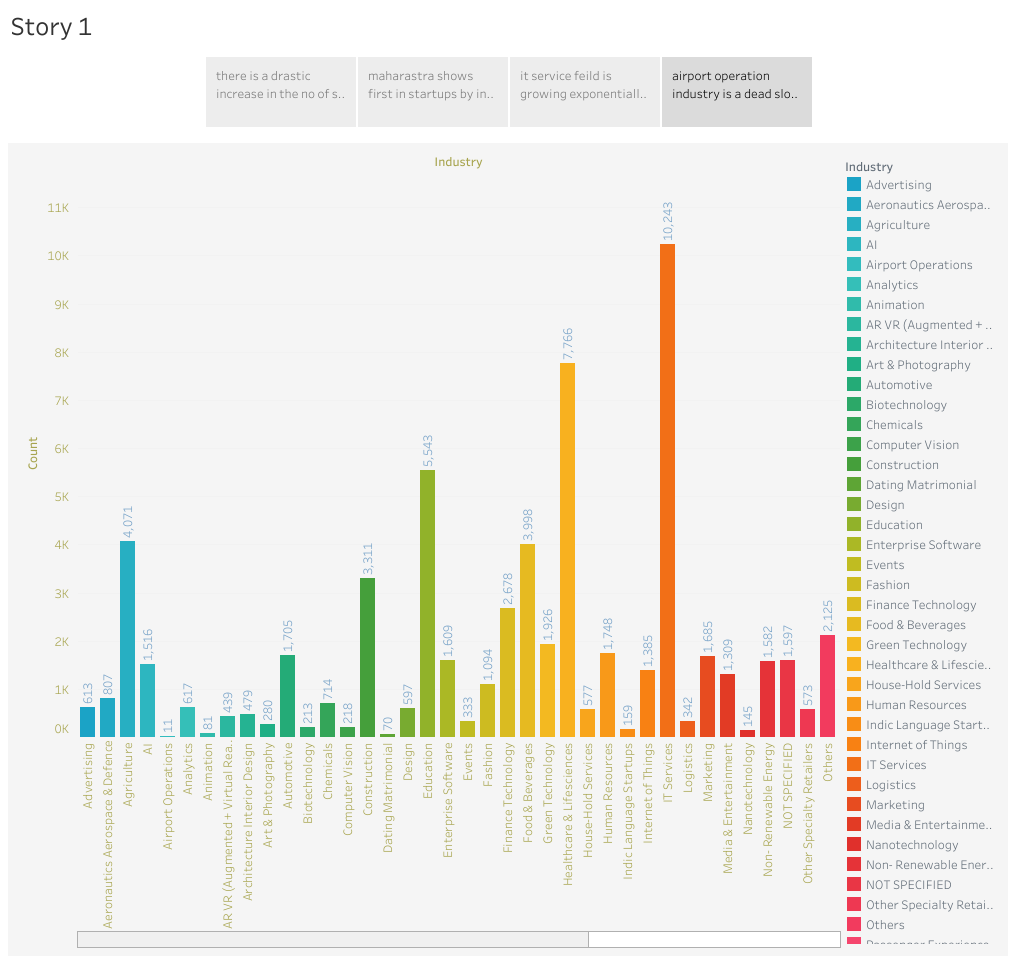 Story 1
there is a drastic
increase in the no of s..
maharastra shows
first in startups by in..
it service feild is
growing exponentiall..
airport operation
industry is a dead slo..
Industry
Count
11K
10K
9K
8K
7K
6K
5K
4K
3K
2K
1K
0K
613
807
4,071
1,516
11
617
81
439
479
280
1,705
213
714
218
3,311
70
597
5,543
1,609
333
1,094
2,678
3,998
1,926
7,766
577
1,748
159
1,385
10,243
342
1,685
1,309
145
1,582
1,597
573
2,125
Advertising
Aeronautics Aerospace & Defence
Agriculture
AI
Airport Operations
Analytics
Animation
AR VR (Augmented + Virtual Rea..
Architecture Interior Design
Art & Photography
Automotive
Biotechnology
Chemicals
Computer Vision
Construction
Dating Matrimonial
Design
Education
Enterprise Software
Events
Fashion
Finance Technology
Food & Beverages
Green Technology
Healthcare & Lifesciences
House-Hold Services
Human Resources
Indic Language Startups
Internet of Things
IT Services
Logistics
Marketing
Media & Entertainment
Nanotechnology
Non- Renewable Energy
NOT SPECIFIED
Other Specialty Retailers
Others
Industry
Advertising
Aeronautics Aerospa..
Agriculture
AI
Airport Operations
Analytics
Animation
AR VR (Augmented + ..
Architecture Interior ..
Art & Photography
Automotive
Biotechnology
Chemicals
Computer Vision
Construction
Dating Matrimonial
Design
Education
Enterprise Software
Events
Fashion
Finance Technology
Food & Beverages
Green Technology
Healthcare & Lifescie..
House-Hold Services
Human Resources
Indic Language Start..
Internet of Things
IT Services
Logistics
Marketing
Media & Entertainme..
Nanotechnology
Non- Renewable Ener..
NOT SPECIFIED
Other Specialty Retai..
Others